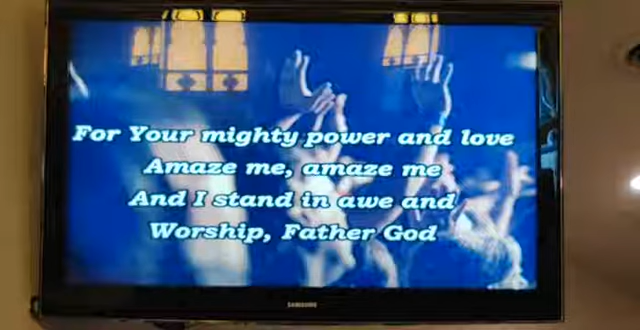 For Your mighty power and love
Amaze me, amaze me
And I stand in awe and
Worship, Father God
SAMSUNG